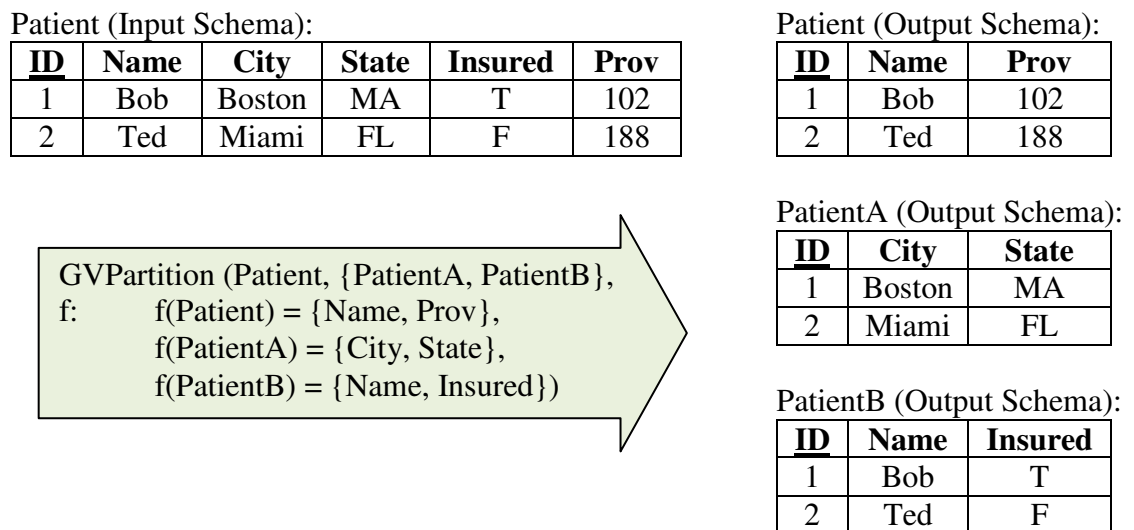 Patient (Input Schema):
ID Name City State Insured Prov
1 Bob Boston MA T 102
2 Ted Miami FL F 188
GVPartition (Patient, {PatientA, PatientB},
f: f(Patient) = {Name, Prov},
f(PatientA) = {City, State},
f(PatientB) = {Name, Insured})
Patient (Output Schema):
ID Name Prov
1 Bob 102
2 Ted 188
PatientA (Output Schema):
ID City State
1 Boston MA
2 Miami FL
PatientB (Output Schema):
ID Name Insured
1 Bob T
2 Ted F